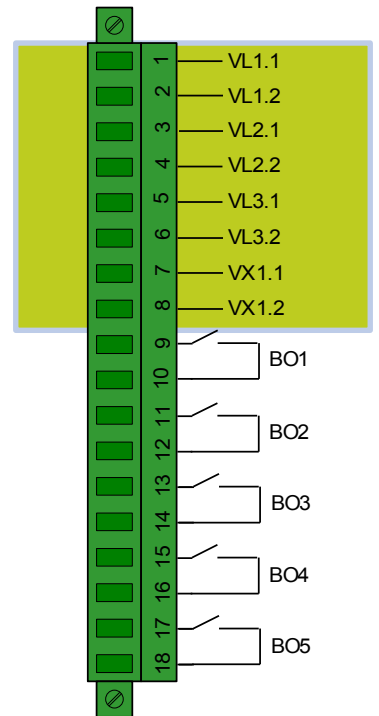 1 VL1.1
2 VL1.2
3 VL2.1
4 VL2.2
5 VL3.1
6 VL3.2
7 VX1.1
8 VX1.2
9
BO1
10
11
BO2
12
13
BO3
14
15
BO4
16
17
BO5
18